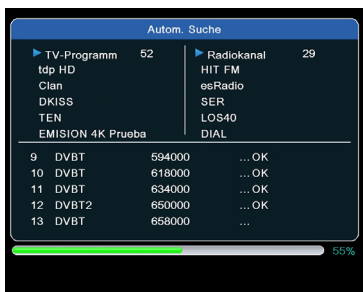 Autom. Suche
TV-Programm 52
Radiokanal 29
tdp HD
HIT FM
Clan
esRadio
DKISS
SER
TEN
LOS40
EMISION 4K Prueba
DIAL
9 DVBT 594000 ...OK
10 DVBT 618000 ...OK
11 DVBT 634000 ...OK
12 DVBT2 650000 ...OK
13 DVBT 658000 ...
55%